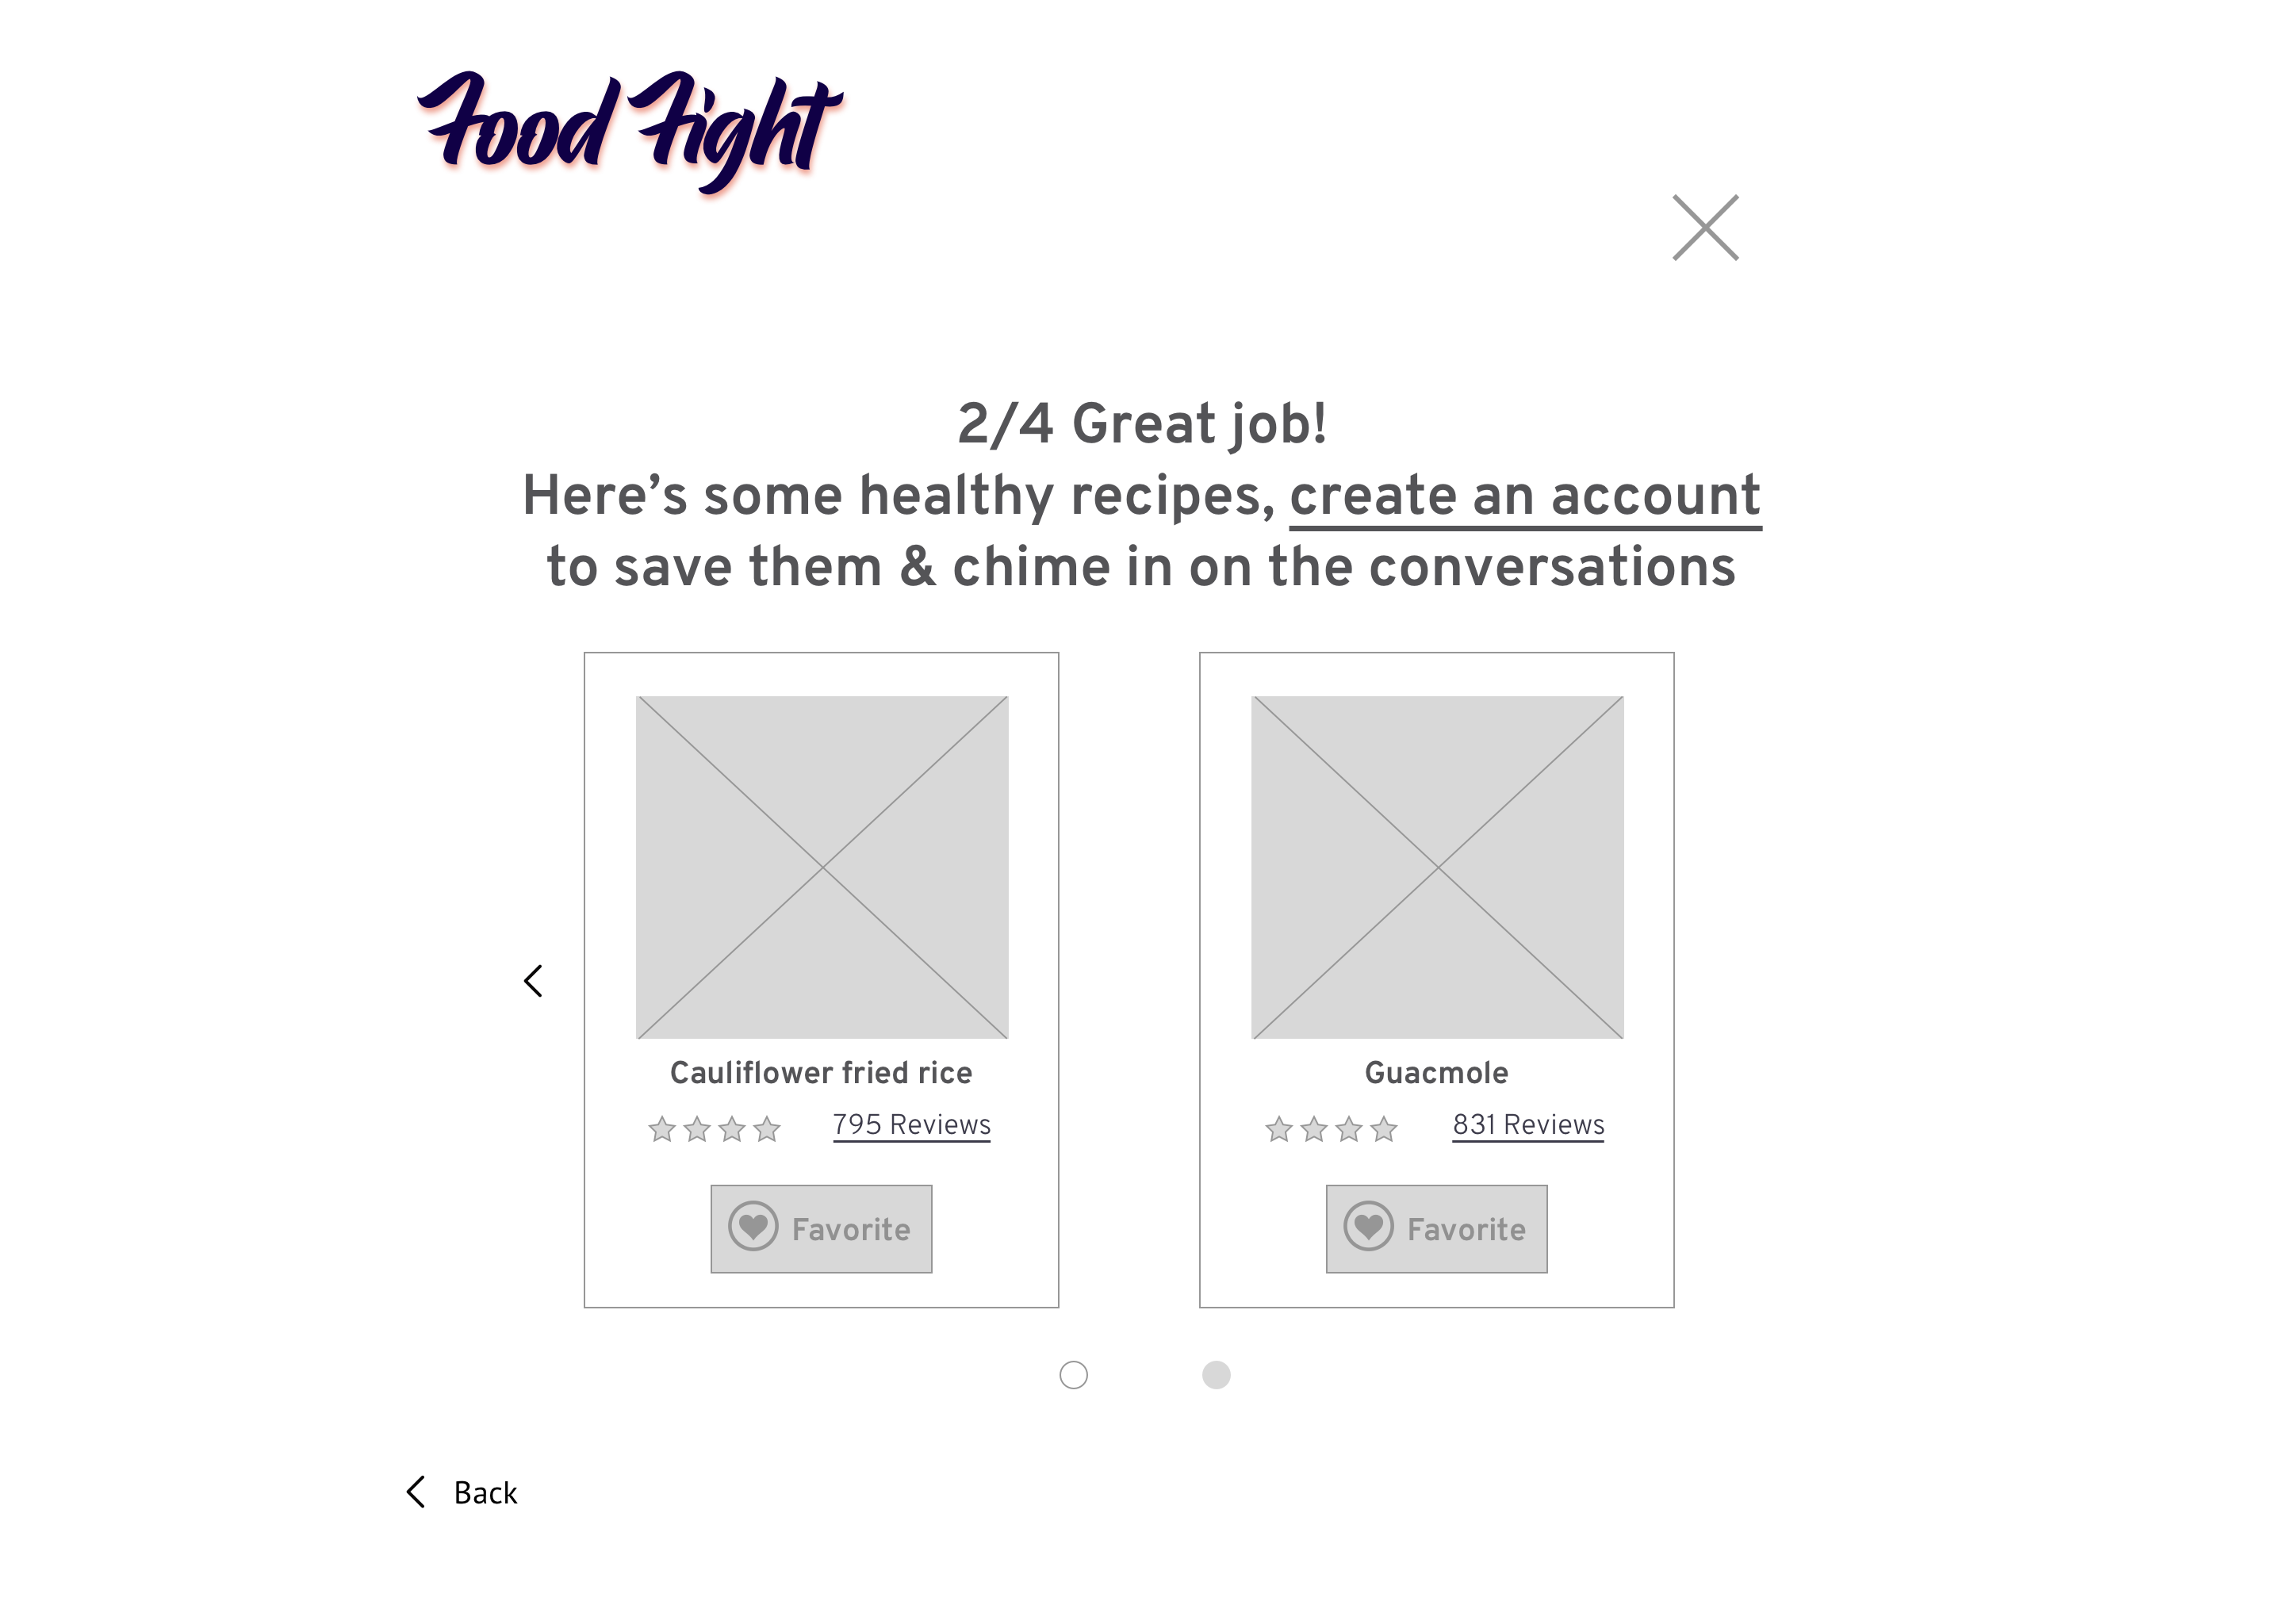 Food Fight
2/4 Great job!
Here’s some healthy recipes, create an account
to save them & chime in on the conversations
Cauliflower fried rice
795 Reviews
Favorite
Guacmole
831 Reviews
Favorite
Back